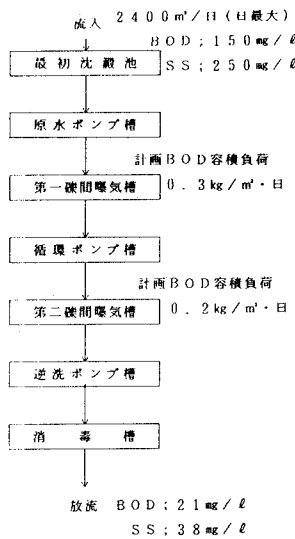 流入 2400m³/日(日最大)
BOD;150mg/ℓ
最初沈澱池 SS;250mg/ℓ
原水ポンプ槽
計画BOD容積負荷
第一礫間曝気槽 0.3kg/m³・日
循環ポンプ槽
計画BOD容積負荷
第二礫間曝気槽 0.2kg/m³・日
逆洗ポンプ槽
消毒槽
放流 BOD;21mg/ℓ
SS;38mg/ℓ